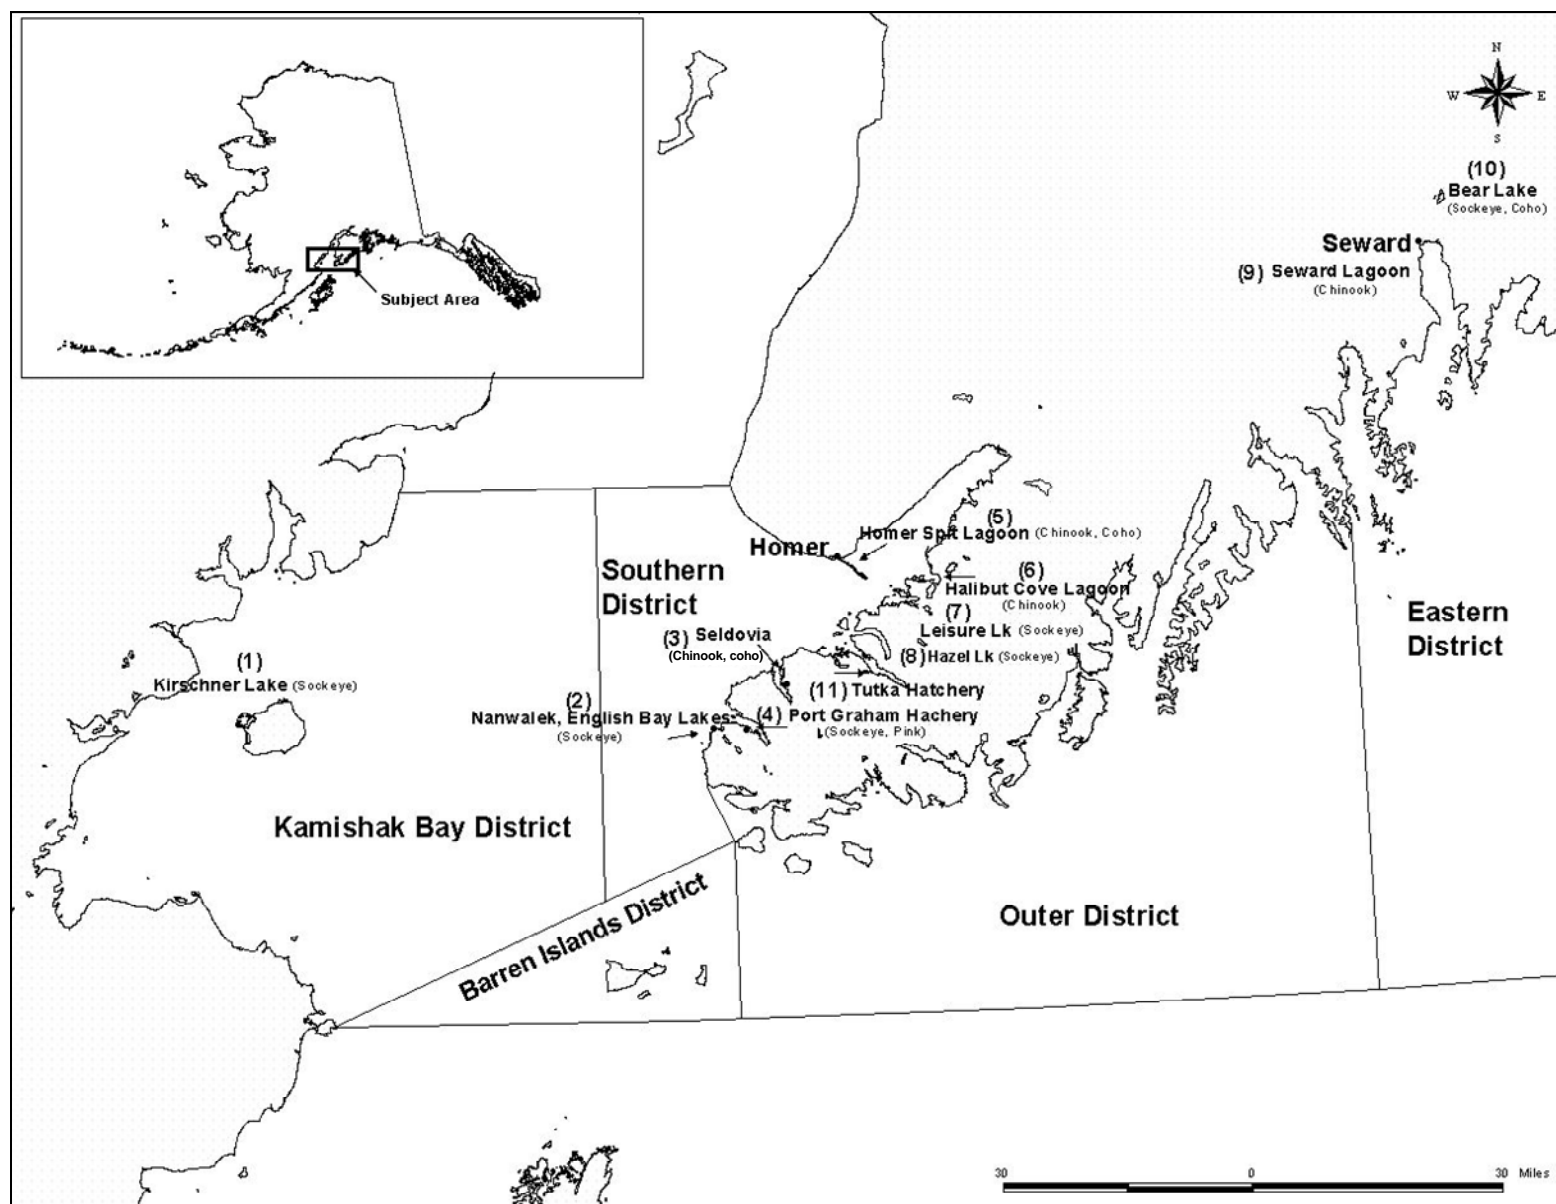 N
W E
S
Subject Area
(10)
Bear Lake
(Sockeye, Coho)
Seward
(9) Seward Lagoon
(Chinook)
(5)
Homer Spit Lagoon (Chinook, Coho)
Homer
Southern
District
(6)
Halibut Cove Lagoon
(Chinook)
(7)
Leisure Lk (Sockeye)
Eastern
District
(3) Seldovia
(Chinook, coho)
(8) Hazel Lk (Sockeye)
(1)
Kirschner Lake (Sockeye)
(11) Tutka Hatchery
(2)
Nanwalek, English Bay Lakes
(Sockeye)
(4) Port Graham Hachery
(Sockeye, Pink)
Kamishak Bay District
Barren Islands District
Outer District
30 0 30 Miles